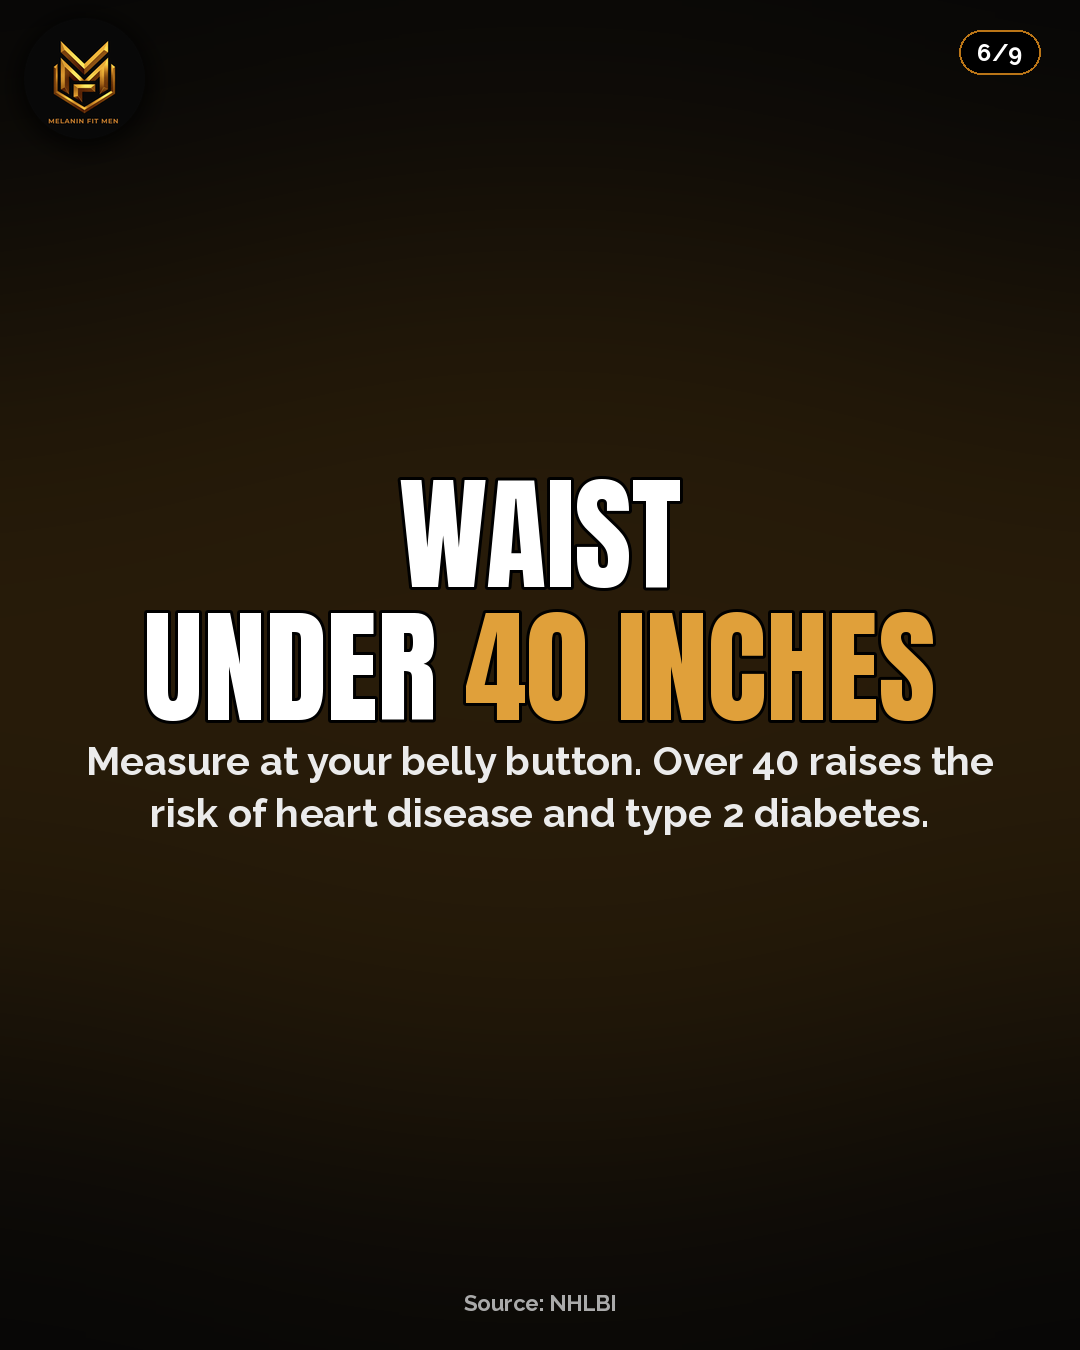 MELANIN FIT MEN
6/9
WAIST
UNDER 40 INCHES
Measure at your belly button. Over 40 raises the
risk of heart disease and type 2 diabetes.
Source: NHLBI